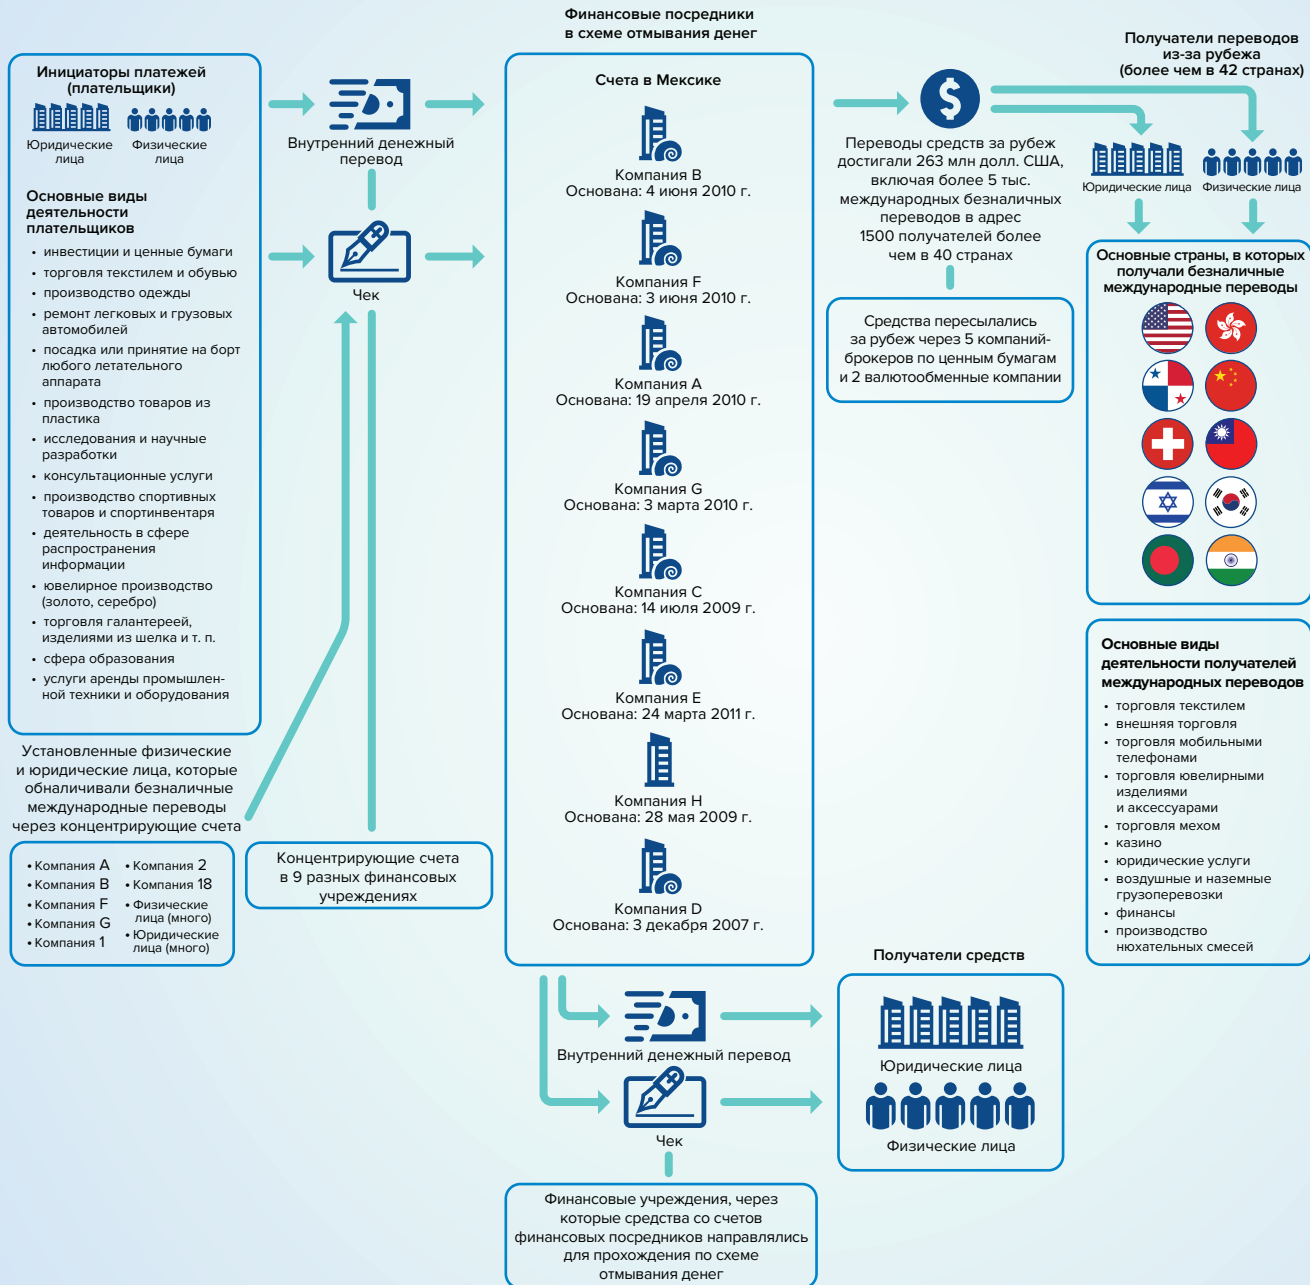 Финансовые посредники
в схеме отмывания денег
Инициаторы платежей
(плательщики)
Юридические
лица
Физические
лица
Основные виды
деятельности
плательщиков
• инвестиции и ценные бумаги
• торговля текстилем и обувью
• производство одежды
• ремонт легковых и грузовых
автомобилей
• посадка или принятие на борт
любого летательного
аппарата
• производство товаров из
пластика
• исследования и научные
разработки
• консультационные услуги
• производство спортивных
товаров и спортинвентаря
• деятельность в сфере
распространения
информации
• ювелирное производство
(золото, серебро)
• торговля галантереей,
изделиями из шелка и т. п.
• сфера образования
• услуги аренды промышлен-
ной техники и оборудования
Установленные физические
и юридические лица, которые
обналичивали безналичные
международные переводы
через концентрирующие счета
• Компания A
• Компания B
• Компания F
• Компания G
• Компания 1
• Компания 2
• Компания 18
• Физические
лица (много)
• Юридические
лица (много)
Внутренний денежный
перевод
Чек
Концентрирующие счета
в 9 разных финансовых
учреждениях
Счета в Мексике
Компания B
Основана: 4 июня 2010 г.
Компания F
Основана: 3 июня 2010 г.
Компания A
Основана: 19 апреля 2010 г.
Компания G
Основана: 3 марта 2010 г.
Компания C
Основана: 14 июля 2009 г.
Компания E
Основана: 24 марта 2011 г.
Компания H
Основана: 28 мая 2009 г.
Компания D
Основана: 3 декабря 2007 г.
$
Переводы средств за рубеж
достигали 263 млн долл. США,
включая более 5 тыс.
международных безналичных
переводов в адрес
1500 получателей более
чем в 40 странах
Средства пересылались
за рубеж через 5 компаний-
брокеров по ценным бумагам
и 2 валютообменные компании
Получатели переводов
из-за рубежа
(более чем в 42 странах)
Юридические лица
Физические лица
Основные страны, в которых
получали безналичные
международные переводы
Основные виды
деятельности получателей
международных переводов
• торговля текстилем
• внешняя торговля
• торговля мобильными
телефонами
• торговля ювелирными
изделиями
и аксессуарами
• торговля мехом
• казино
• юридические услуги
• воздушные и наземные
грузоперевозки
• финансы
• производство
нюхательных смесей
Внутренний денежный перевод
Чек
Получатели средств
Юридические лица
Физические лица
Финансовые учреждения, через
которые средства со счетов
финансовых посредников направлялись
для прохождения по схеме
отмывания денег